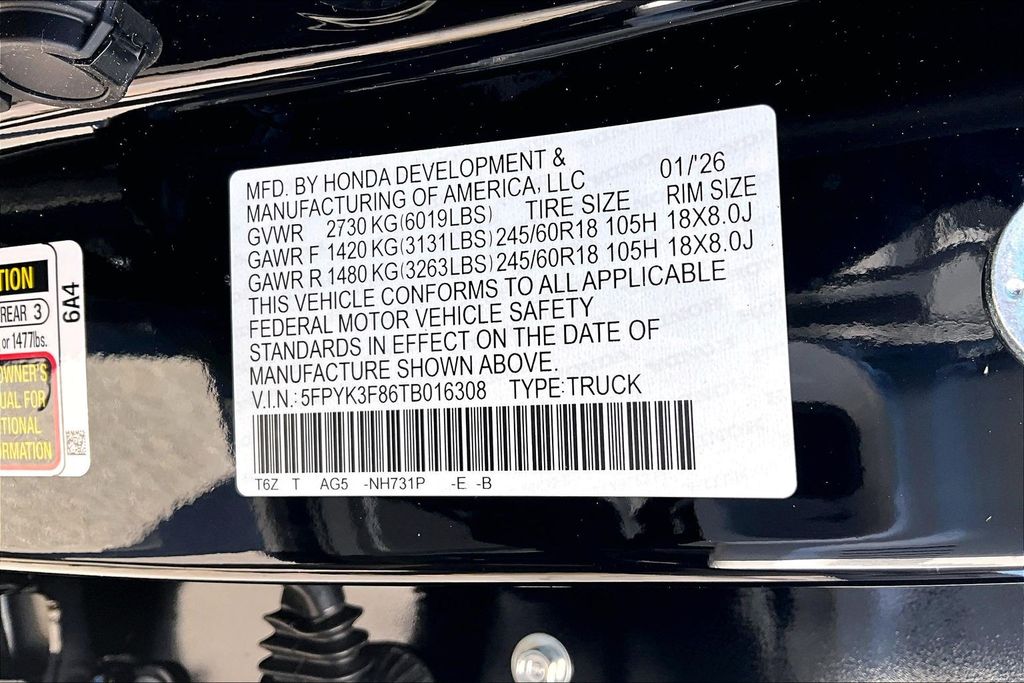 MFD. BY HONDA DEVELOPMENT & 01/'26
MANUFACTURING OF AMERICA, LLC
GVWR 2730 KG(6019LBS) TIRE SIZE RIM SIZE
GAWR F 1420 KG(3131LBS) 245/60R18 105H 18X8.0J
GAWR R 1480 KG(3263LBS) 245/60R18 105H 18X8.0J
THIS VEHICLE CONFORMS TO ALL APPLICABLE
FEDERAL MOTOR VEHICLE SAFETY
STANDARDS IN EFFECT ON THE DATE OF
MANUFACTURE SHOWN ABOVE.
V.I.N.: 5FPYK3F86TB016308 TYPE:TRUCK
T6Z T AG5 -NH731P -E -B
TION
REAR 3
or 1477lbs.
OWNER'S
UAL FOR
TIONAL
RMATION
6A4